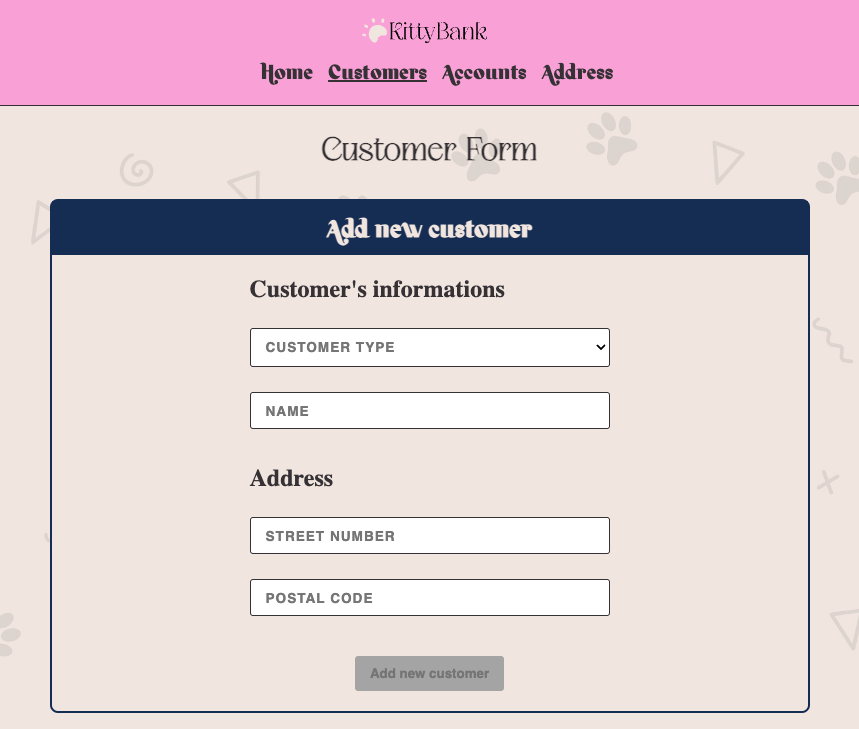 KittyBank
Home Customers Accounts Address
Customer Form
Add new customer
Customer's informations
CUSTOMER TYPE
NAME
Address
STREET NUMBER
POSTAL CODE
Add new customer